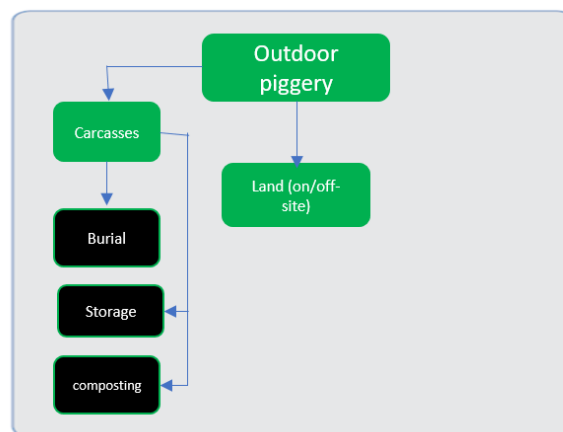 Outdoor
piggery
Carcasses
Land (on/off-
site)
Burial
Storage
composting